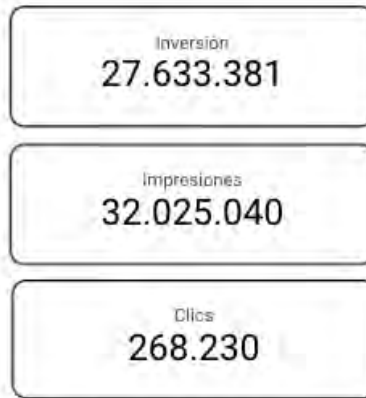 Inversión
27.633.381
Impresiones
32.025.040
Clics
268.230